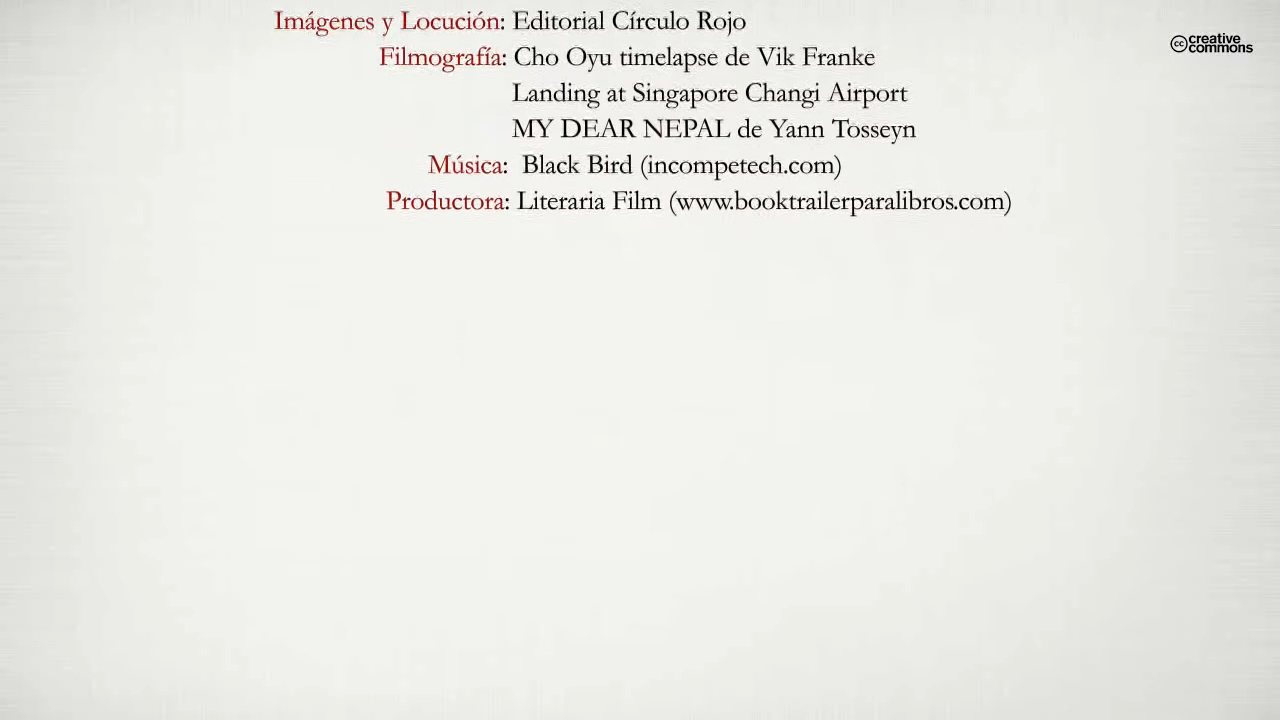 Imágenes y Locución: Editorial Círculo Rojo
Filmografía: Cho Oyu timelapse de Vik Franke
Landing at Singapore Changi Airport
MY DEAR NEPAL de Yann Tosseyn
Música: Black Bird (incompetech.com)
Productora: Literaria Film (www.booktrailerparalibros.com)
cc creative
commons